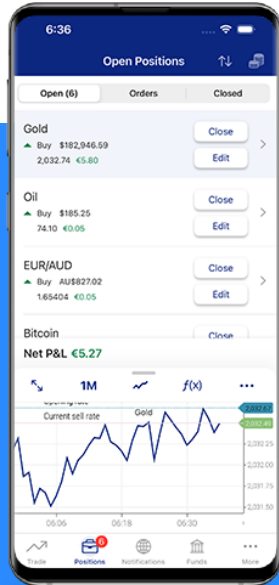 6:36
Open Positions
Open (6) Orders Closed
Gold
Close
Buy $182,946.59
2,032.74 €5.80
Edit
Oil
Close
Buy $185.25
74.10 €0.05
Edit
EUR/AUD
Close
Buy AU$827.02
1.65404 €0.05
Edit
Bitcoin
Close
Net P&L €5.27
1M f(x)
Opening rate
Current sell rate Gold
2,032.67
2,032.49
2,032.25
2,032.00
2,031.75
2,031.50
06:06 06:18 06:30
6
Trade Positions Notifications Funds More